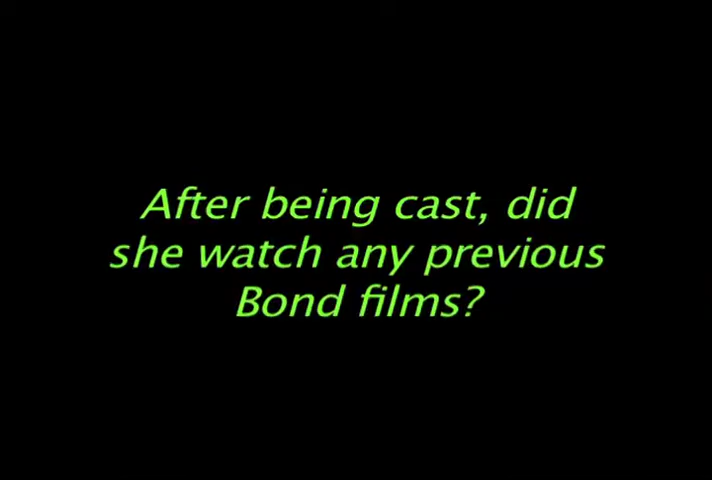 After being cast, did
she watch any previous
Bond films?